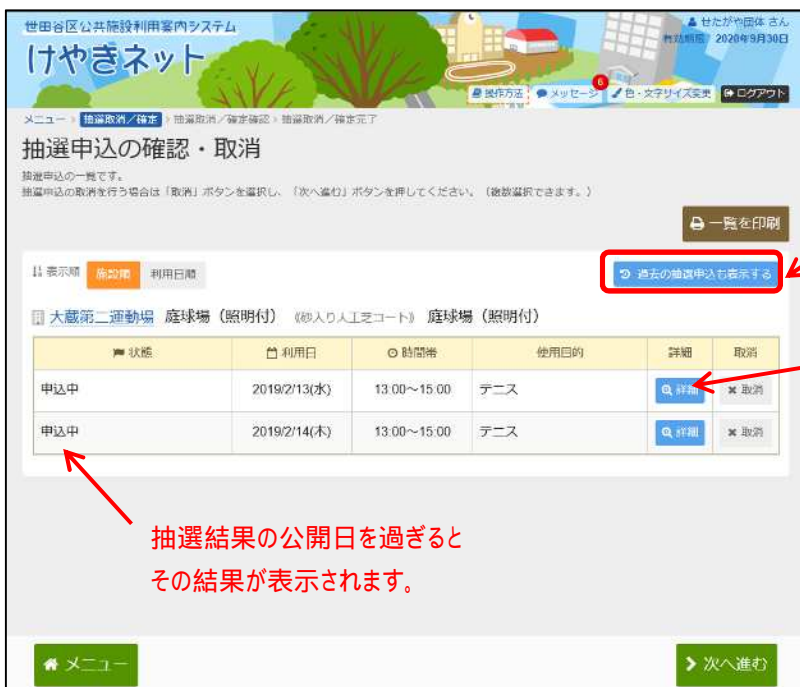 世田谷区公共施設利用案内システム
けやきネット
せたがや団体 さん
有効期限 2020年9月30日
操作方法
メッセージ
6
色・文字サイズ変更
ログアウト
メニュー › 抽選取消／確定 › 抽選取消／確定確認 › 抽選取消／確定完了
抽選申込の確認・取消
抽選申込の一覧です。
抽選申込の取消を行う場合は「取消」ボタンを選択し、「次へ進む」ボタンを押してください。（複数選択できます。）
一覧を印刷
表示順 施設順 利用日順
過去の抽選申込も表示する
大蔵第二運動場 庭球場（照明付） 《砂入り人工芝コート》 庭球場（照明付）
状態 利用日 時間帯 使用目的 詳細 取消
申込中 2019/2/13(水) 13:00～15:00 テニス 詳細 取消
申込中 2019/2/14(木) 13:00～15:00 テニス 詳細 取消
抽選結果の公開日を過ぎると
その結果が表示されます。
メニュー
次へ進む